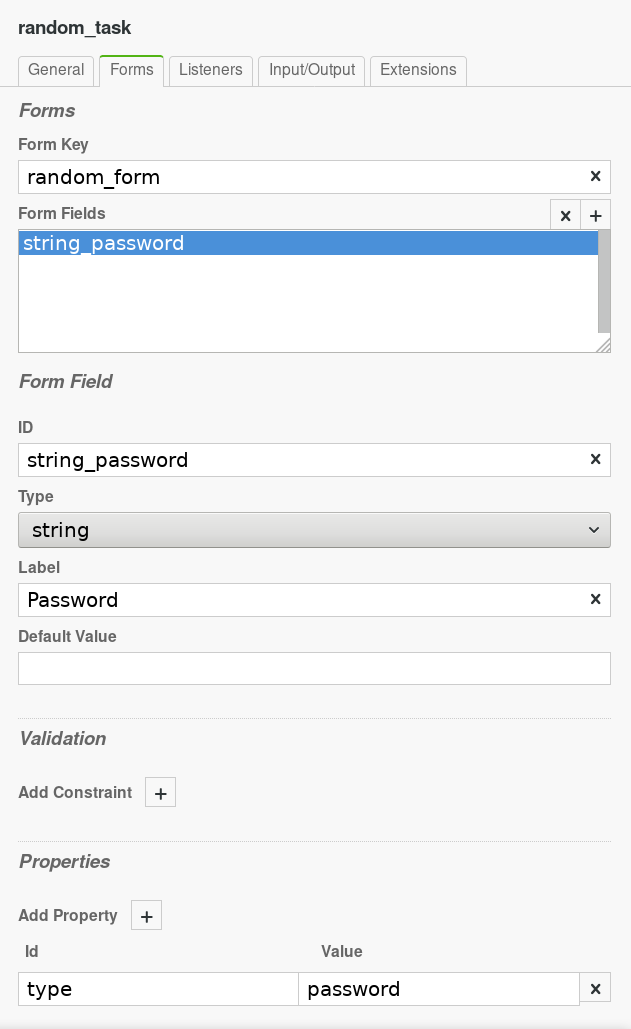 random_task
General Forms Listeners Input/Output Extensions
Forms
Form Key
random_form x
Form Fields x +
string_password
Form Field
ID
string_password x
Type
string
Label
Password x
Default Value
Validation
Add Constraint +
Properties
Add Property +
Id Value
type password x